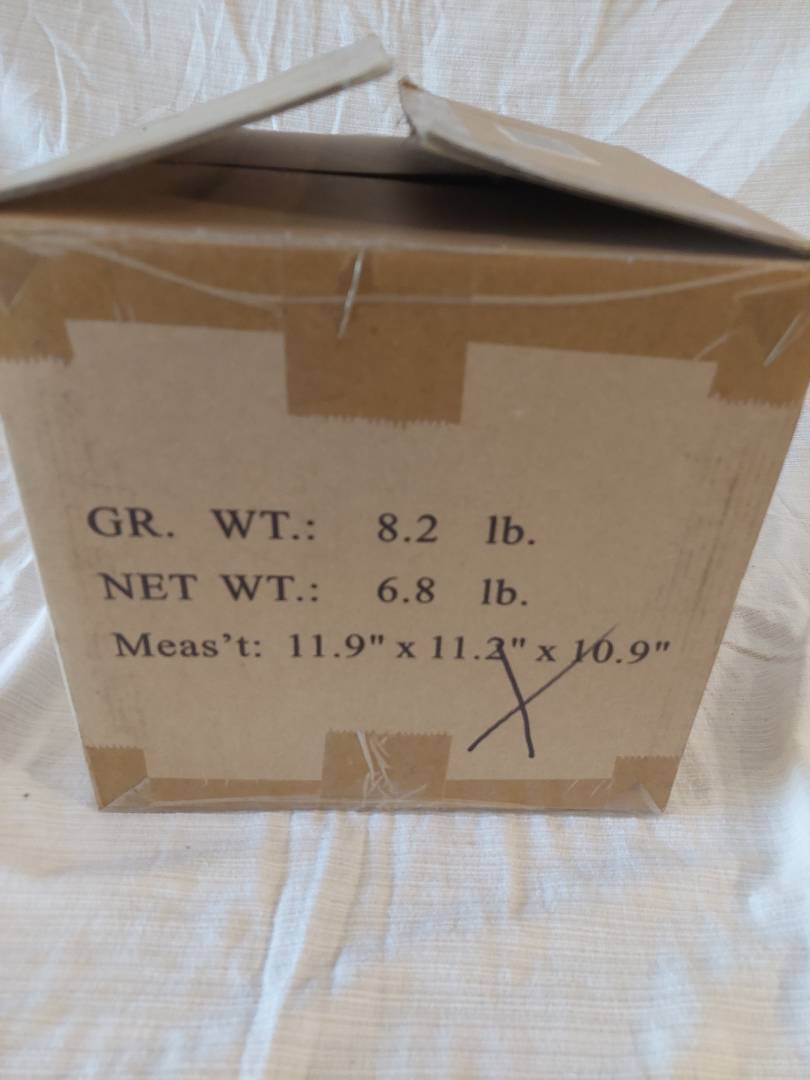 GR. WT.: 8.2 lb.
NET WT.: 6.8 lb.
Meas't: 11.9" x 11.2" x 10.9"